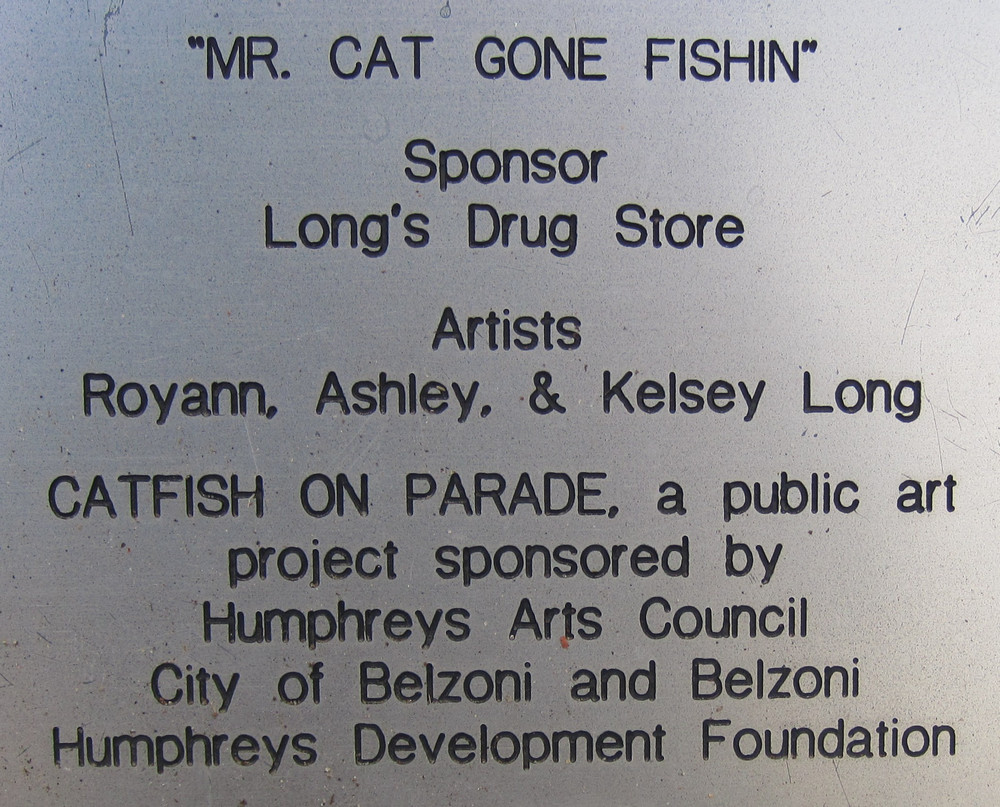 "MR. CAT GONE FISHIN"
Sponsor
Long's Drug Store
Artists
Royann, Ashley, & Kelsey Long
CATFISH ON PARADE, a public art
project sponsored by
Humphreys Arts Council
City of Belzoni and Belzoni
Humphreys Development Foundation